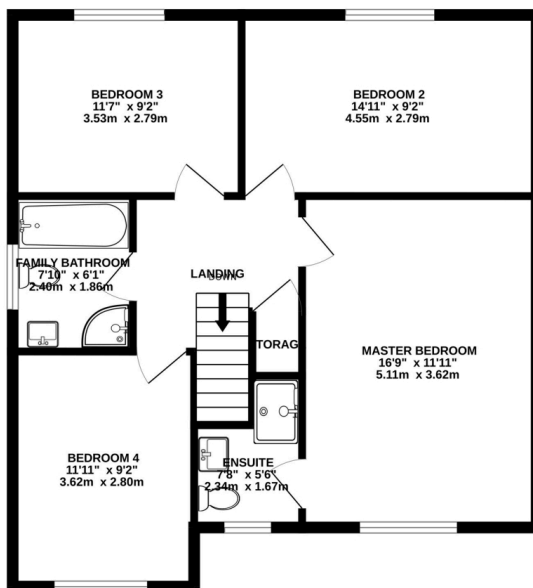 BEDROOM 3
11'7" x 9'2"
3.53m x 2.79m
BEDROOM 2
14'11" x 9'2"
4.55m x 2.79m
FAMILY BATHROOM
7'10" x 6'1"
2.40m x 1.86m
LANDING
DOWN
TORAG
MASTER BEDROOM
16'9" x 11'11"
5.11m x 3.62m
BEDROOM 4
11'11" x 9'2"
3.62m x 2.80m
ENSUITE
7'8" x 5'6"
2.34m x 1.67m